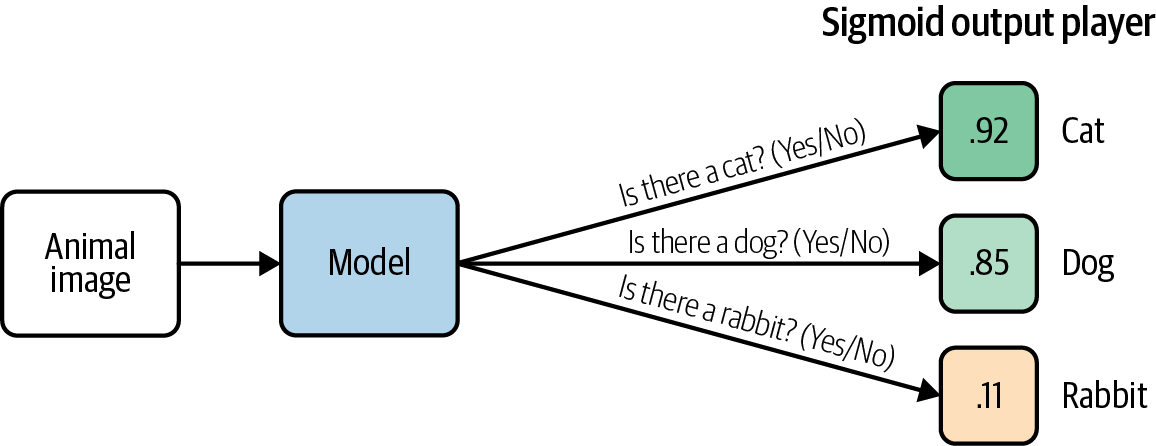 Sigmoid output player
Animal
image
Model
Is there a cat? (Yes/No)
Is there a dog? (Yes/No)
Is there a rabbit? (Yes/No)
.92
Cat
.85
Dog
.11
Rabbit